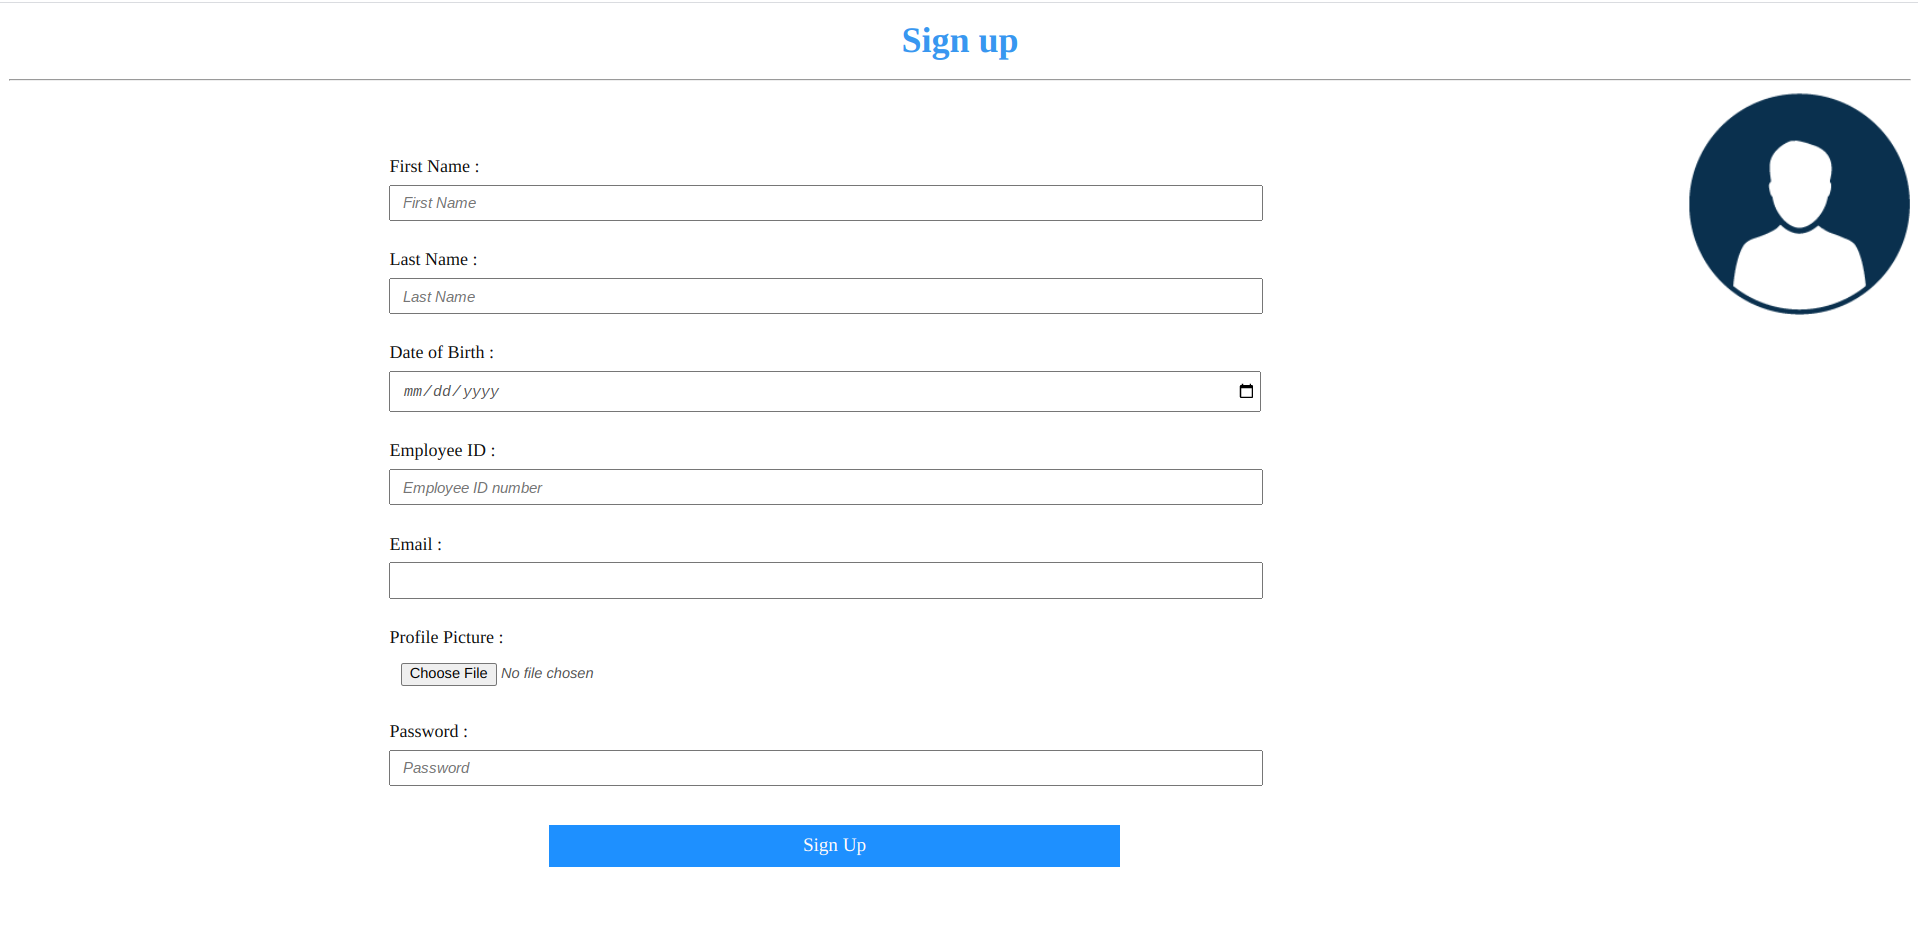 Sign up
First Name :
First Name
Last Name :
Last Name
Date of Birth :
mm/dd/yyyy
Employee ID :
Employee ID number
Email :
Profile Picture :
Choose File No file chosen
Password :
Password
Sign Up